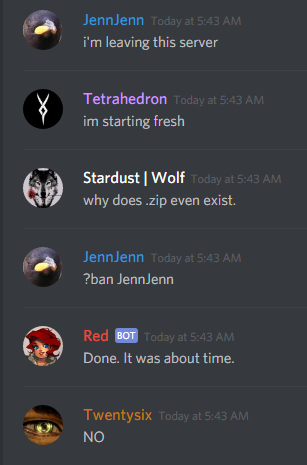 JennJenn Today at 5:43 AM
i'm leaving this server
Tetrahedron Today at 5:43 AM
im starting fresh
Stardust | Wolf Today at 5:43 AM
why does .zip even exist.
JennJenn Today at 5:43 AM
?ban JennJenn
Red BOT Today at 5:43 AM
Done. It was about time.
Twentysix Today at 5:43 AM
NO